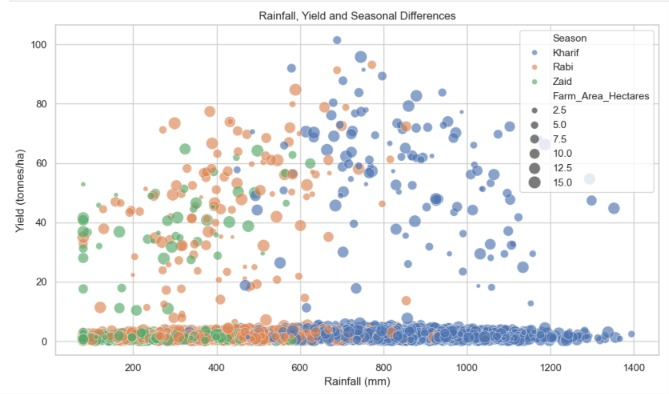 Rainfall, Yield and Seasonal Differences
Yield (tonnes/ha)
100
80
60
40
20
0
Season
Kharif
Rabi
Zaid
Farm_Area_Hectares
2.5
5.0
7.5
10.0
12.5
15.0
200
400
600
800
1000
1200
1400
Rainfall (mm)